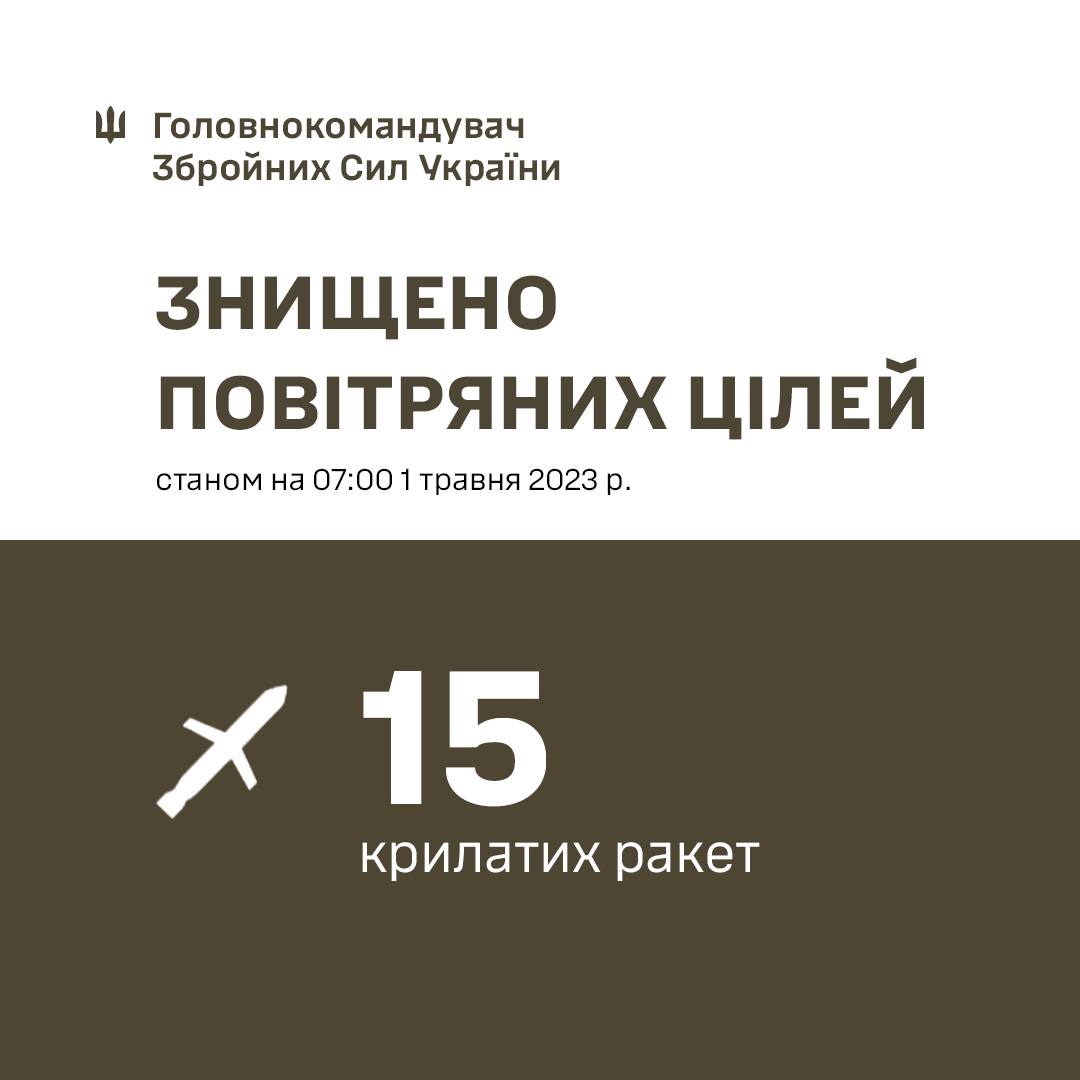 Головнокомандувач
Збройних Сил України
ЗНИЩЕНО
ПОВІТРЯНИХ ЦІЛЕЙ
станом на 07:00 1 травня 2023 р.
15
крилатих ракет